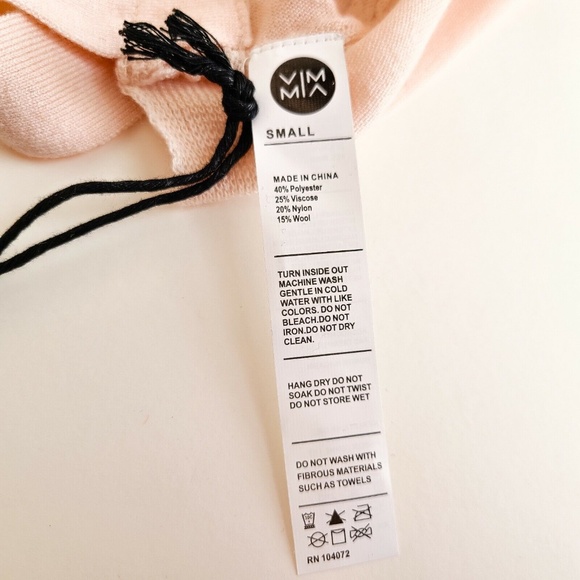 VIM
MIA
SMALL
MADE IN CHINA
40% Polyester
25% Viscose
20% Nylon
15% Wool
TURN INSIDE OUT
MACHINE WASH
GENTLE IN COLD
WATER WITH LIKE
COLORS. DO NOT
BLEACH.DO NOT
IRON.DO NOT DRY
CLEAN.
HANG DRY DO NOT
SOAK DO NOT TWIST
DO NOT STORE WET
DO NOT WASH WITH
FIBROUS MATERIALS
SUCH AS TOWELS
RN 104072